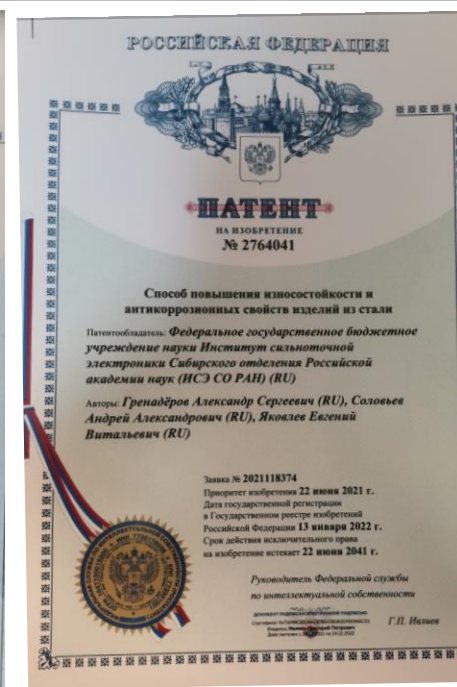 РОССИЙСКАЯ ФЕДЕРАЦИЯ
ПАТЕНТ
НА ИЗОБРЕТЕНИЕ
№ 2764041
Способ повышения износостойкости и
антикоррозионных свойств изделий из стали
Патентообладатель: Федеральное государственное бюджетное
учреждение науки Институт сильноточной
электроники Сибирского отделения Российской
академии наук (ИСЭ СО РАН) (RU)
Авторы: Гренадёров Александр Сергеевич (RU), Соловьев
Андрей Александрович (RU), Яковлев Евгений
Витальевич (RU)
Заявка № 2021118374
Приоритет изобретения 22 июня 2021 г.
Дата государственной регистрации
в Государственном реестре изобретений
Российской Федерации 13 января 2022 г.
Срок действия исключительного права
на изобретение истекает 22 июня 2041 г.
Руководитель Федеральной службы
по интеллектуальной собственности
ДОКУМЕНТ ПОДПИСАН ЭЛЕКТРОННОЙ ПОДПИСЬЮ
Г.П. Ивлиев